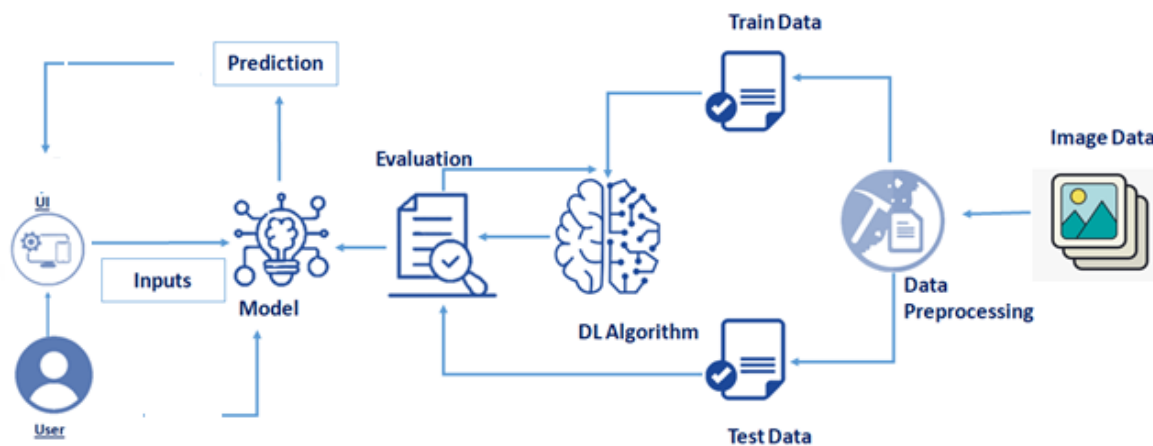 Train Data
Prediction
Image Data
Evaluation
UI
Inputs
Model
DL Algorithm
Data
Preprocessing
User
Test Data